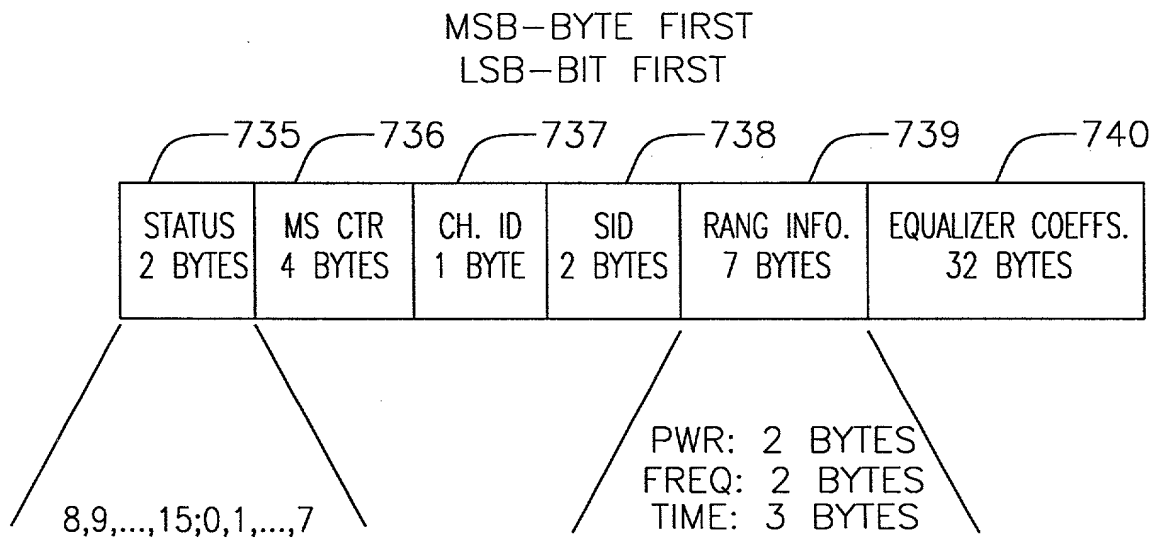 MSB-BYTE FIRST
LSB-BIT FIRST
735 736 737 738 739 740
STATUS MS CTR CH. ID SID RANG INFO. EQUALIZER COEFFS.
2 BYTES 4 BYTES 1 BYTE 2 BYTES 7 BYTES 32 BYTES
PWR: 2 BYTES
FREQ: 2 BYTES
8,9,...,15;0,1,...,7 TIME: 3 BYTES